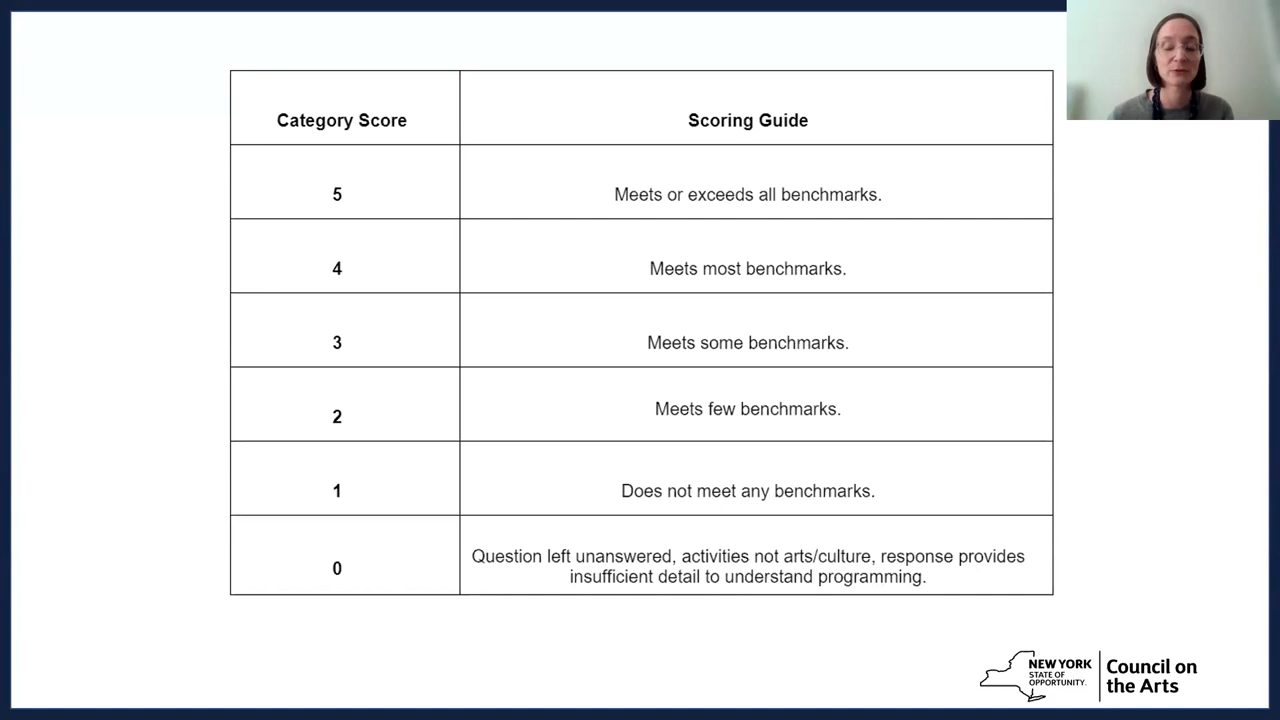 Category Score
Scoring Guide
5
Meets or exceeds all benchmarks.
4
Meets most benchmarks.
3
Meets some benchmarks.
2
Meets few benchmarks.
1
Does not meet any benchmarks.
0
Question left unanswered, activities not arts/culture, response provides
insufficient detail to understand programming.
NEW YORK
STATE OF
OPPORTUNITY.
Council on
the Arts